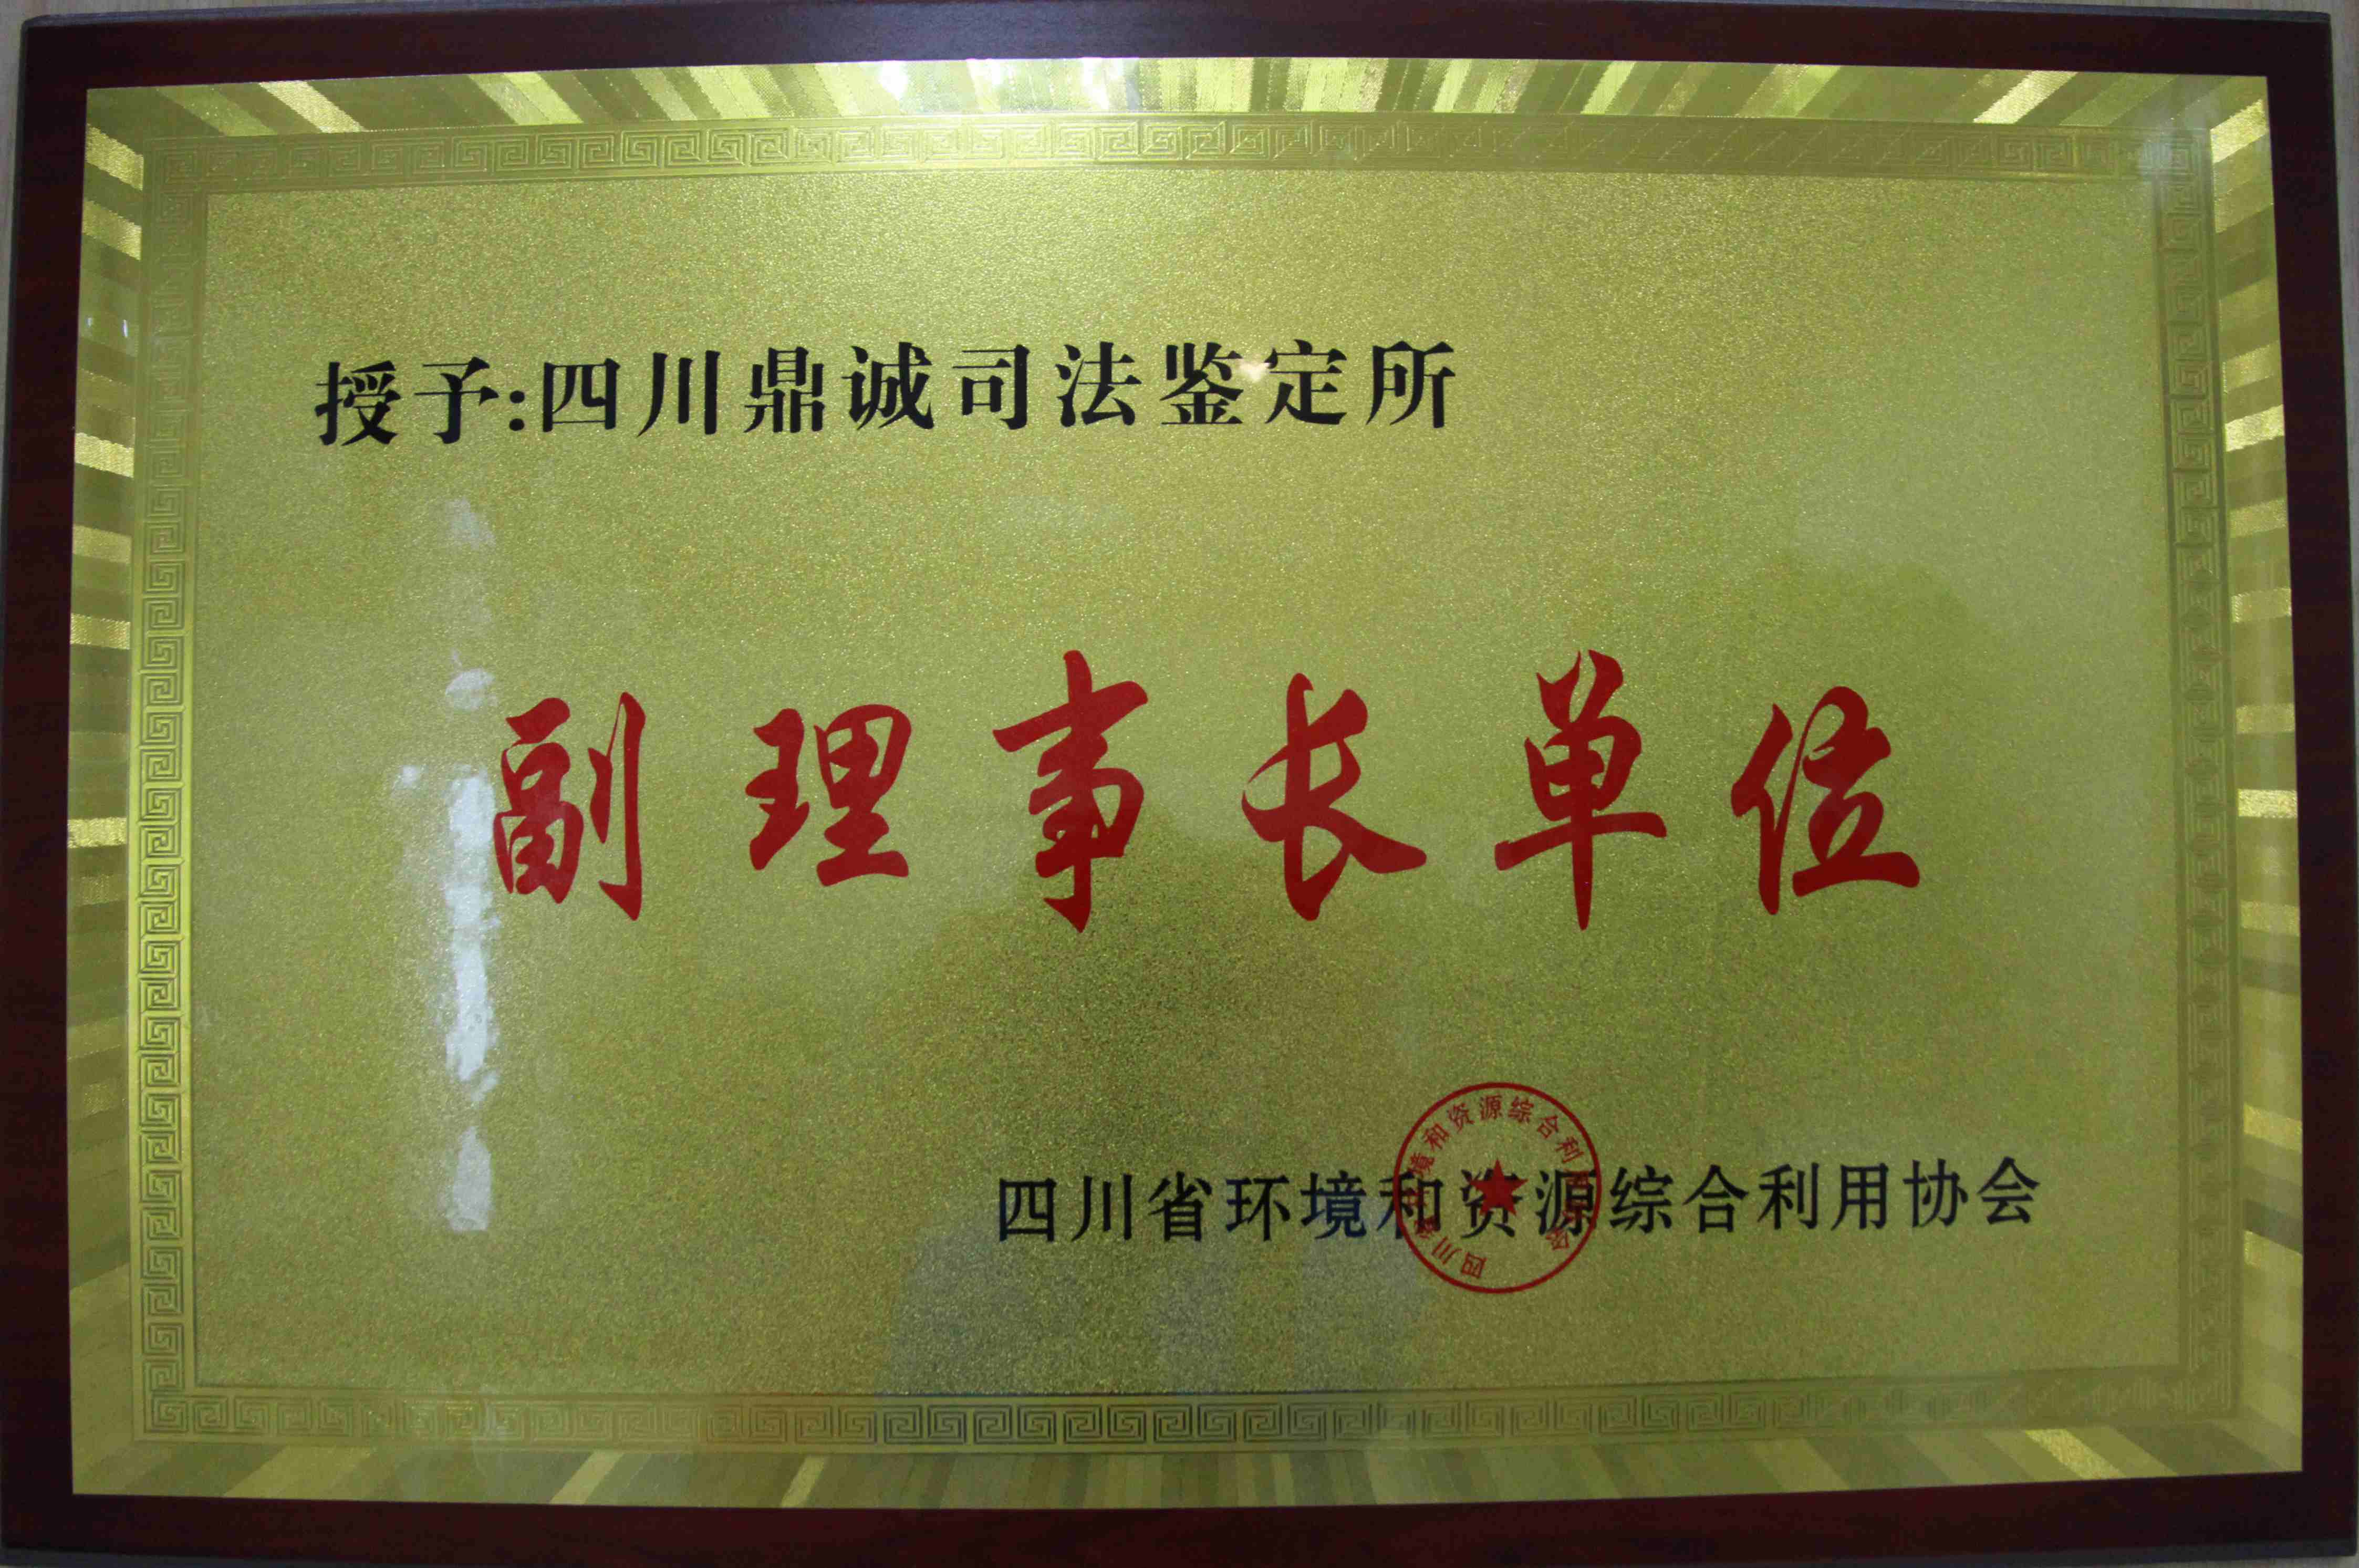 授予:四川鼎诚司法鉴定所
副理事长单位
四川省环境和资源综合利用协会